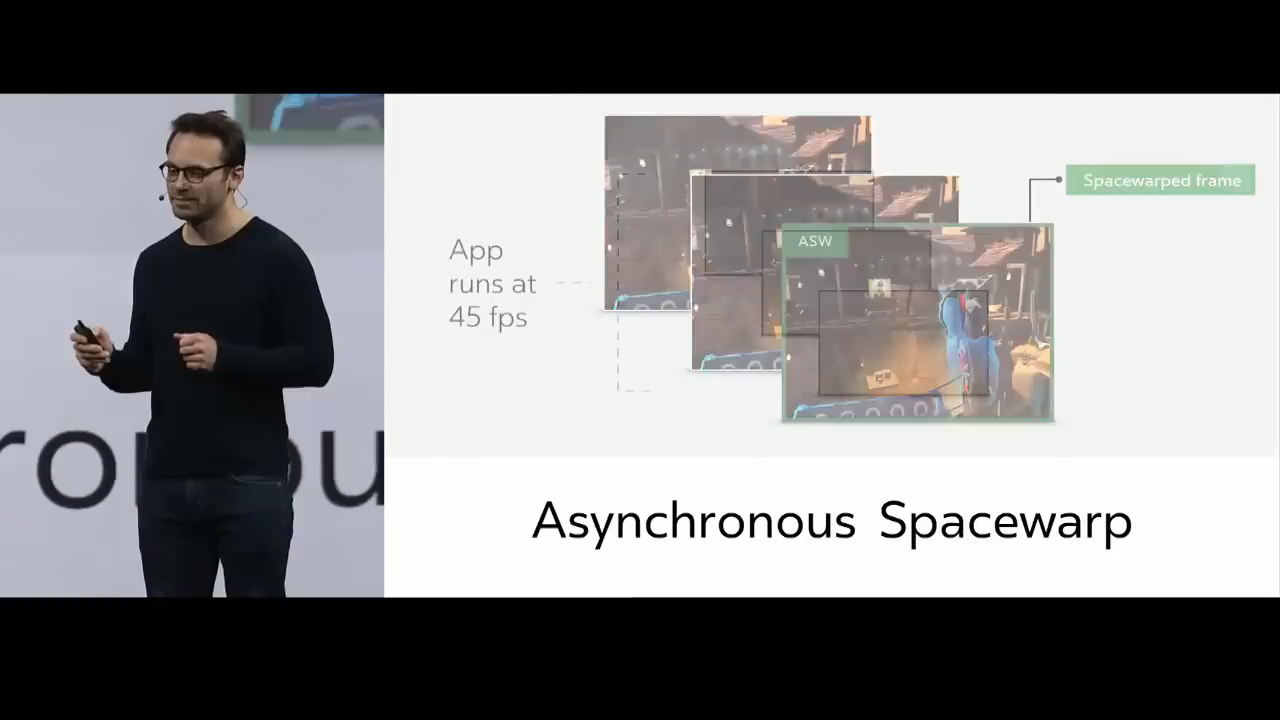 App
runs at
45 fps
ASW
Spacewarped frame
Asynchronous Spacewarp